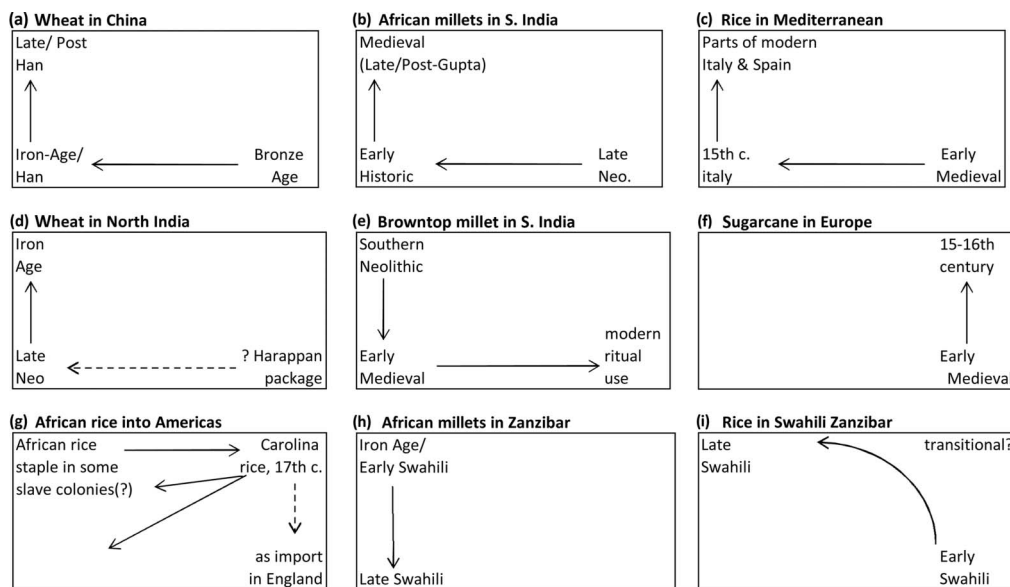 (a) Wheat in China
Late/ Post
Han
Iron-Age/
Han
Bronze
Age
(b) African millets in S. India
Medieval
(Late/Post-Gupta)
Early
Historic
Late
Neo.
(c) Rice in Mediterranean
Parts of modern
Italy & Spain
15th c.
italy
Early
Medieval
(d) Wheat in North India
Iron
Age
Late
Neo
? Harappan
package
(e) Browntop millet in S. India
Southern
Neolithic
Early
Medieval
modern
ritual
use
(f) Sugarcane in Europe
15-16th
century
Early
Medieval
(g) African rice into Americas
African rice
staple in some
slave colonies(?)
Carolina
rice, 17th c.
as import
in England
(h) African millets in Zanzibar
Iron Age/
Early Swahili
Late Swahili
(i) Rice in Swahili Zanzibar
Late
Swahili
transitional?
Early
Swahili